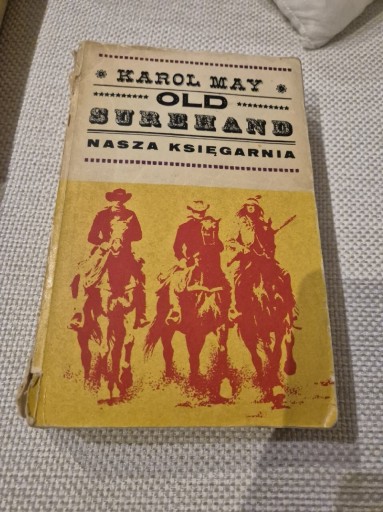 KAROL MAY
OLD
SUREHAND
NASZA KSIĘGARNIA